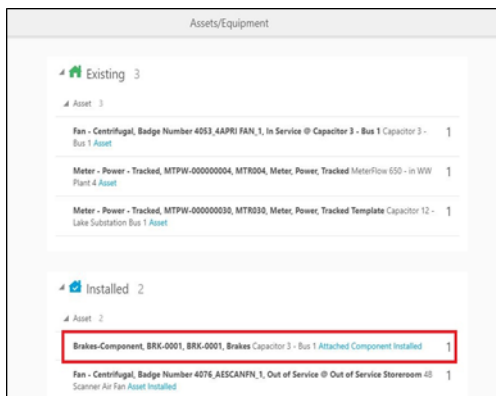 Assets/Equipment
Existing 3
Asset 3
Fan - Centrifugal, Badge Number 4053_4APRI FAN_1, In Service @ Capacitor 3 - Bus 1 Capacitor 3 - 1
Bus 1 Asset
Meter - Power - Tracked, MTPW-000000004, MTR004, Meter, Power, Tracked MeterFlow 650 - in WW 1
Plant 4 Asset
Meter - Power - Tracked, MTPW-000000030, MTR030, Meter, Power, Tracked Template Capacitor 12 - 1
Lake Substation Bus 1 Asset
Installed 2
Asset 2
Brakes-Component, BRK-0001, BRK-0001, Brakes Capacitor 3 - Bus 1 Attached Component Installed 1
Fan - Centrifugal, Badge Number 4076_AESCANFN_1, Out of Service @ Out of Service Storeroom 48 1
Scanner Air Fan Asset Installed